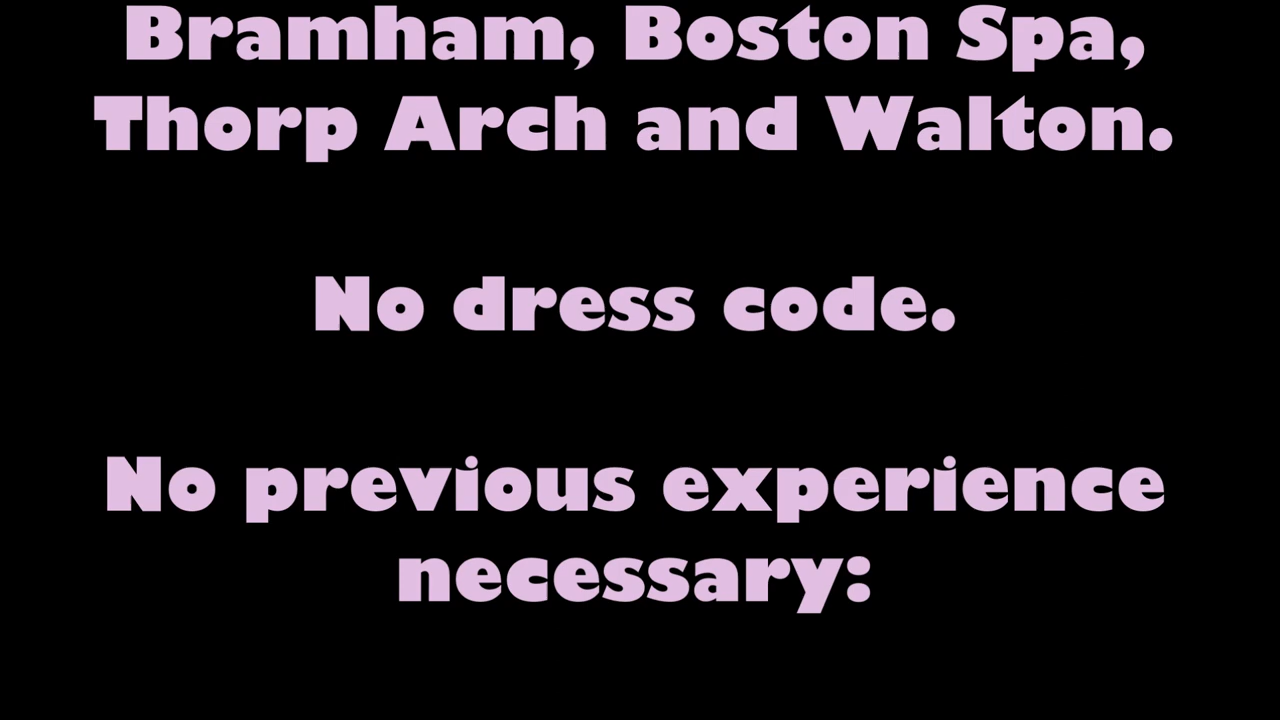 Bramham, Boston Spa,
Thorp Arch and Walton.
No dress code.
No previous experience
necessary: